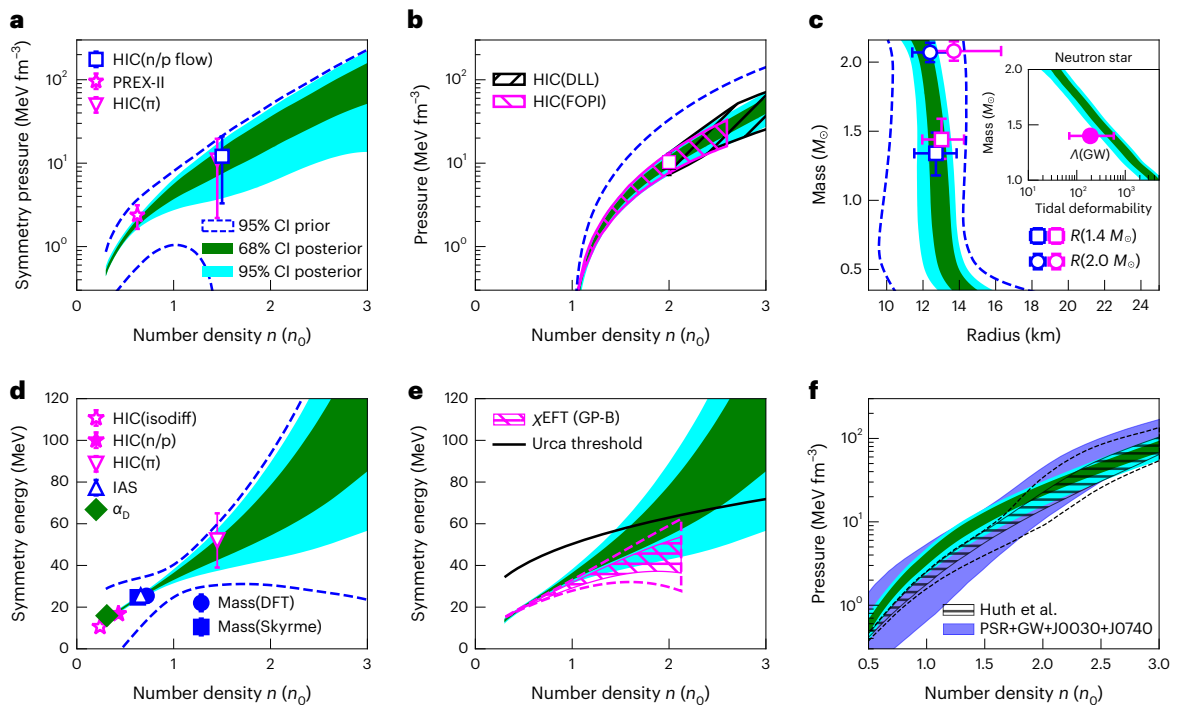 a
Symmetry pressure (MeV fm⁻³)
10²
10¹
10⁰
HIC(n/p flow)
PREX-II
HIC(π)
95% CI prior
68% CI posterior
95% CI posterior
0 1 2 3
Number density n (n₀)
b
Pressure (MeV fm⁻³)
10²
10¹
10⁰
HIC(DLL)
HIC(FOPI)
0 1 2 3
Number density n (n₀)
c
Mass (M⊙)
2.0
1.5
1.0
0.5
Neutron star
Mass (M⊙)
2.0
1.5
1.0
Λ(GW)
10¹ 10² 10³
Tidal deformability
R(1.4 M⊙)
R(2.0 M⊙)
10 12 14 16 18 20 22 24
Radius (km)
d
Symmetry energy (MeV)
120
100
80
60
40
20
0
HIC(isodiff)
HIC(n/p)
HIC(π)
IAS
αD
Mass(DFT)
Mass(Skyrme)
0 1 2 3
Number density n (n₀)
e
Symmetry energy (MeV)
120
100
80
60
40
20
0
χEFT (GP-B)
Urca threshold
0 1 2 3
Number density n (n₀)
f
Pressure (MeV fm⁻³)
10²
10¹
10⁰
Huth et al.
PSR+GW+J0030+J0740
0.5 1.0 1.5 2.0 2.5 3.0
Number density n (n₀)